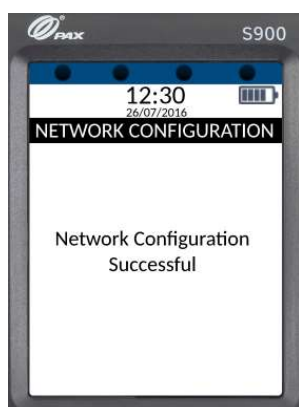 PAX
S900
12:30
26/07/2016
NETWORK CONFIGURATION
Network Configuration
Successful